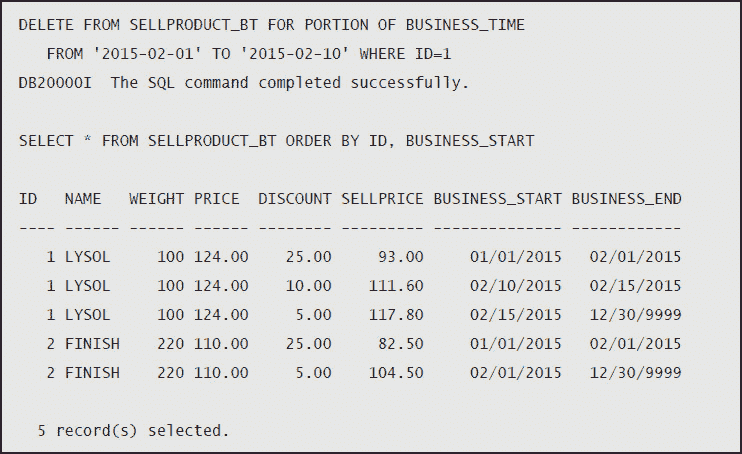 DELETE FROM SELLPRODUCT_BT FOR PORTION OF BUSINESS_TIME
FROM '2015-02-01' TO '2015-02-10' WHERE ID=1
DB20000I  The SQL command completed successfully.
SELECT * FROM SELLPRODUCT_BT ORDER BY ID, BUSINESS_START
ID   NAME   WEIGHT PRICE  DISCOUNT SELLPRICE BUSINESS_START BUSINESS_END
---- ------ ------ ------ -------- --------- -------------- ------------
1 LYSOL     100 124.00    25.00     93.00     01/01/2015   02/01/2015
1 LYSOL     100 124.00    10.00    111.60     02/10/2015   02/15/2015
1 LYSOL     100 124.00     5.00    117.80     02/15/2015   12/30/9999
2 FINISH    220 110.00    25.00     82.50     01/01/2015   02/01/2015
2 FINISH    220 110.00     5.00    104.50     02/01/2015   12/30/9999
5 record(s) selected.